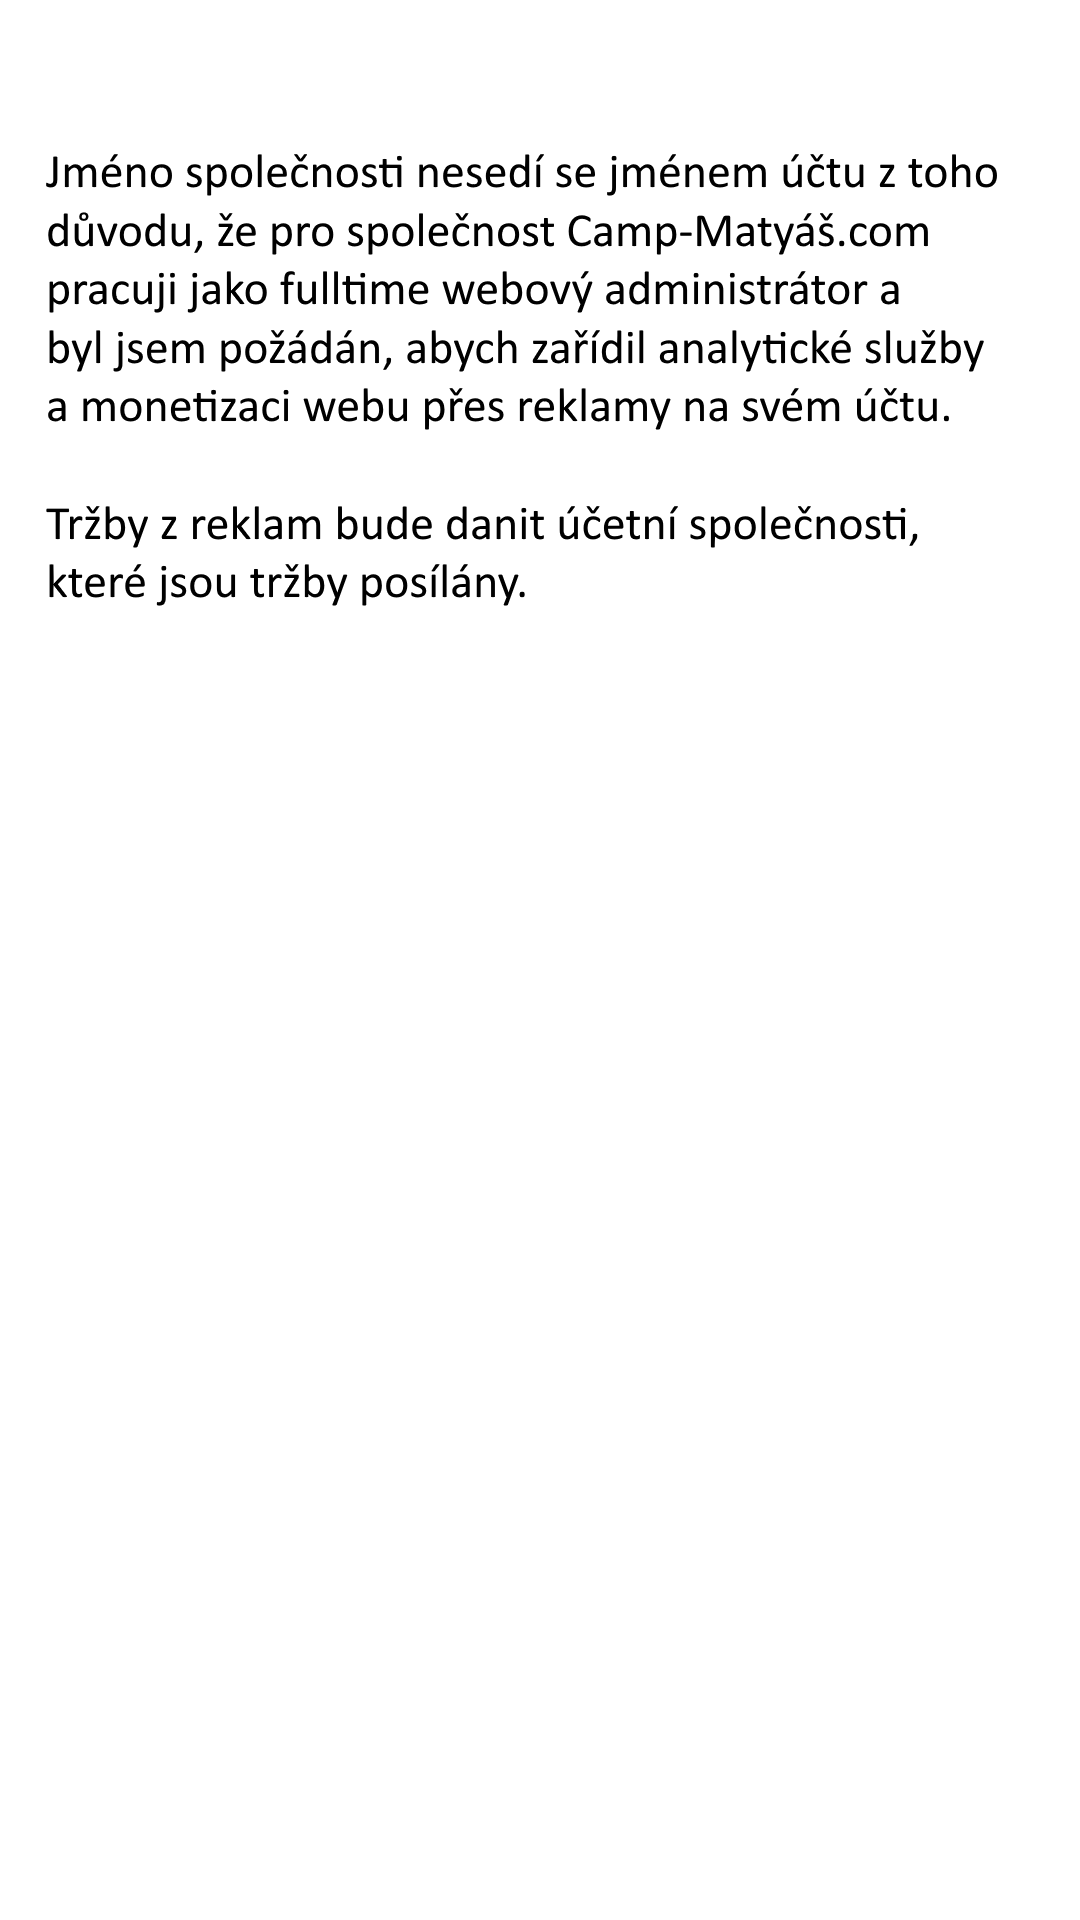 Jméno společnosti nesedí se jménem účtu z toho
důvodu, že pro společnost Camp-Matyáš.com
pracuji jako fulltime webový administrátor a
byl jsem požádán, abych zařídil analytické služby
a monetizaci webu přes reklamy na svém účtu.
Tržby z reklam bude danit účetní společnosti,
které jsou tržby posílány.